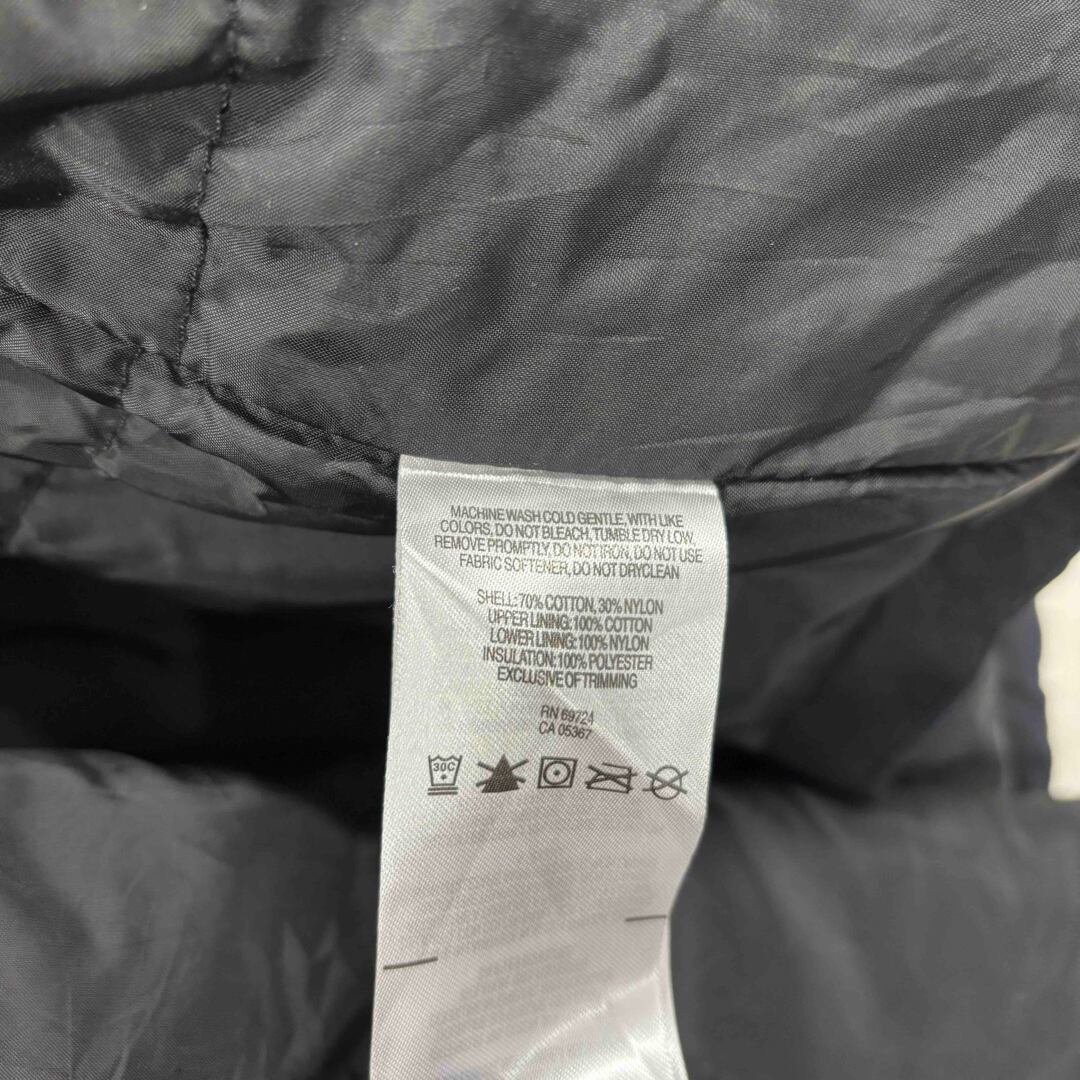 MACHINE WASH COLD GENTLE, WITH LIKE
COLORS, DO NOT BLEACH, TUMBLE DRY LOW,
REMOVE PROMPTLY, DO NOT IRON, DO NOT USE
FABRIC SOFTENER, DO NOT DRYCLEAN
SHELL: 70% COTTON, 30% NYLON
UPPER LINING: 100% COTTON
LOWER LINING: 100% NYLON
INSULATION: 100% POLYESTER
EXCLUSIVE OF TRIMMING
RN 69724
CA 05367
30C